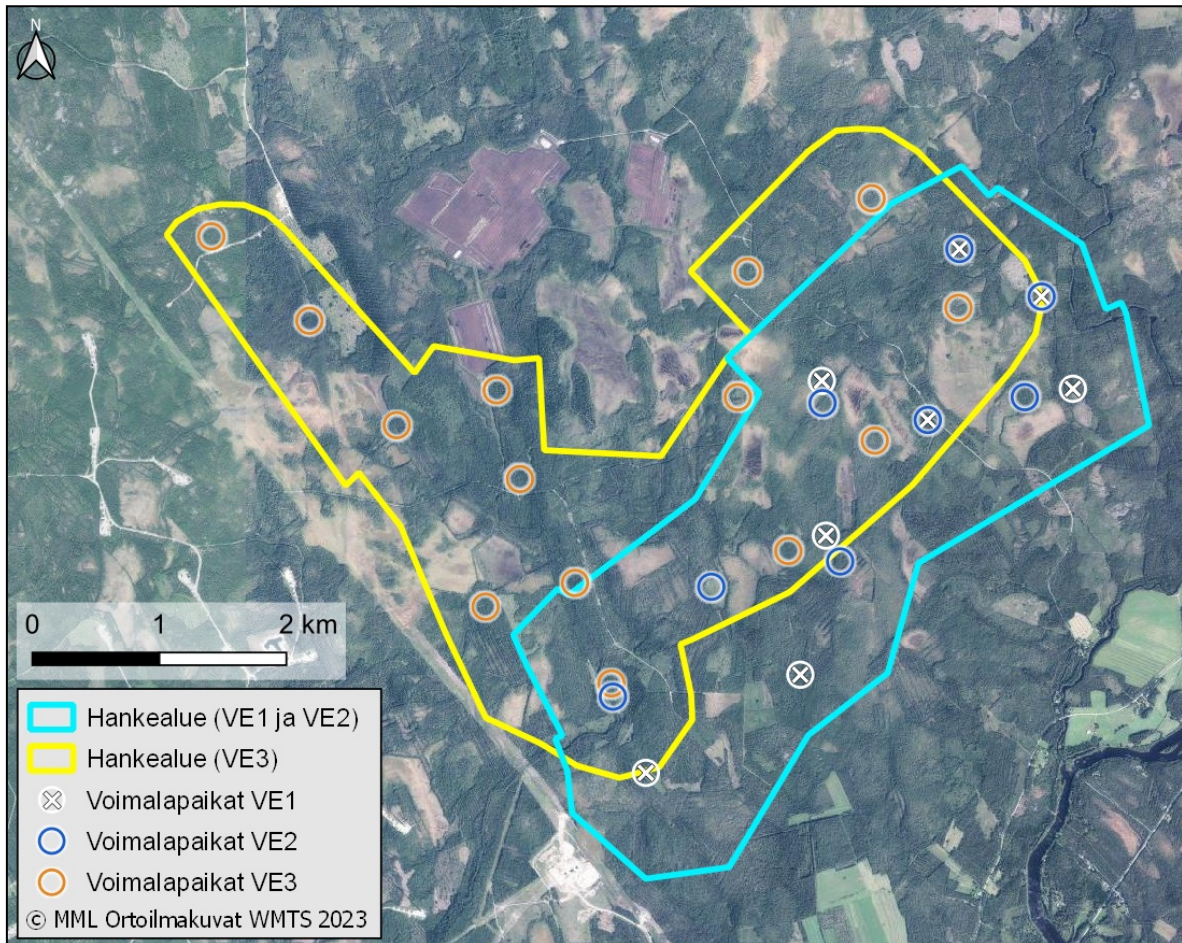 N
0 1 2 km
Hankealue (VE1 ja VE2)
Hankealue (VE3)
Voimalapaikat VE1
Voimalapaikat VE2
Voimalapaikat VE3
© MML Ortoilmakuvat WMTS 2023